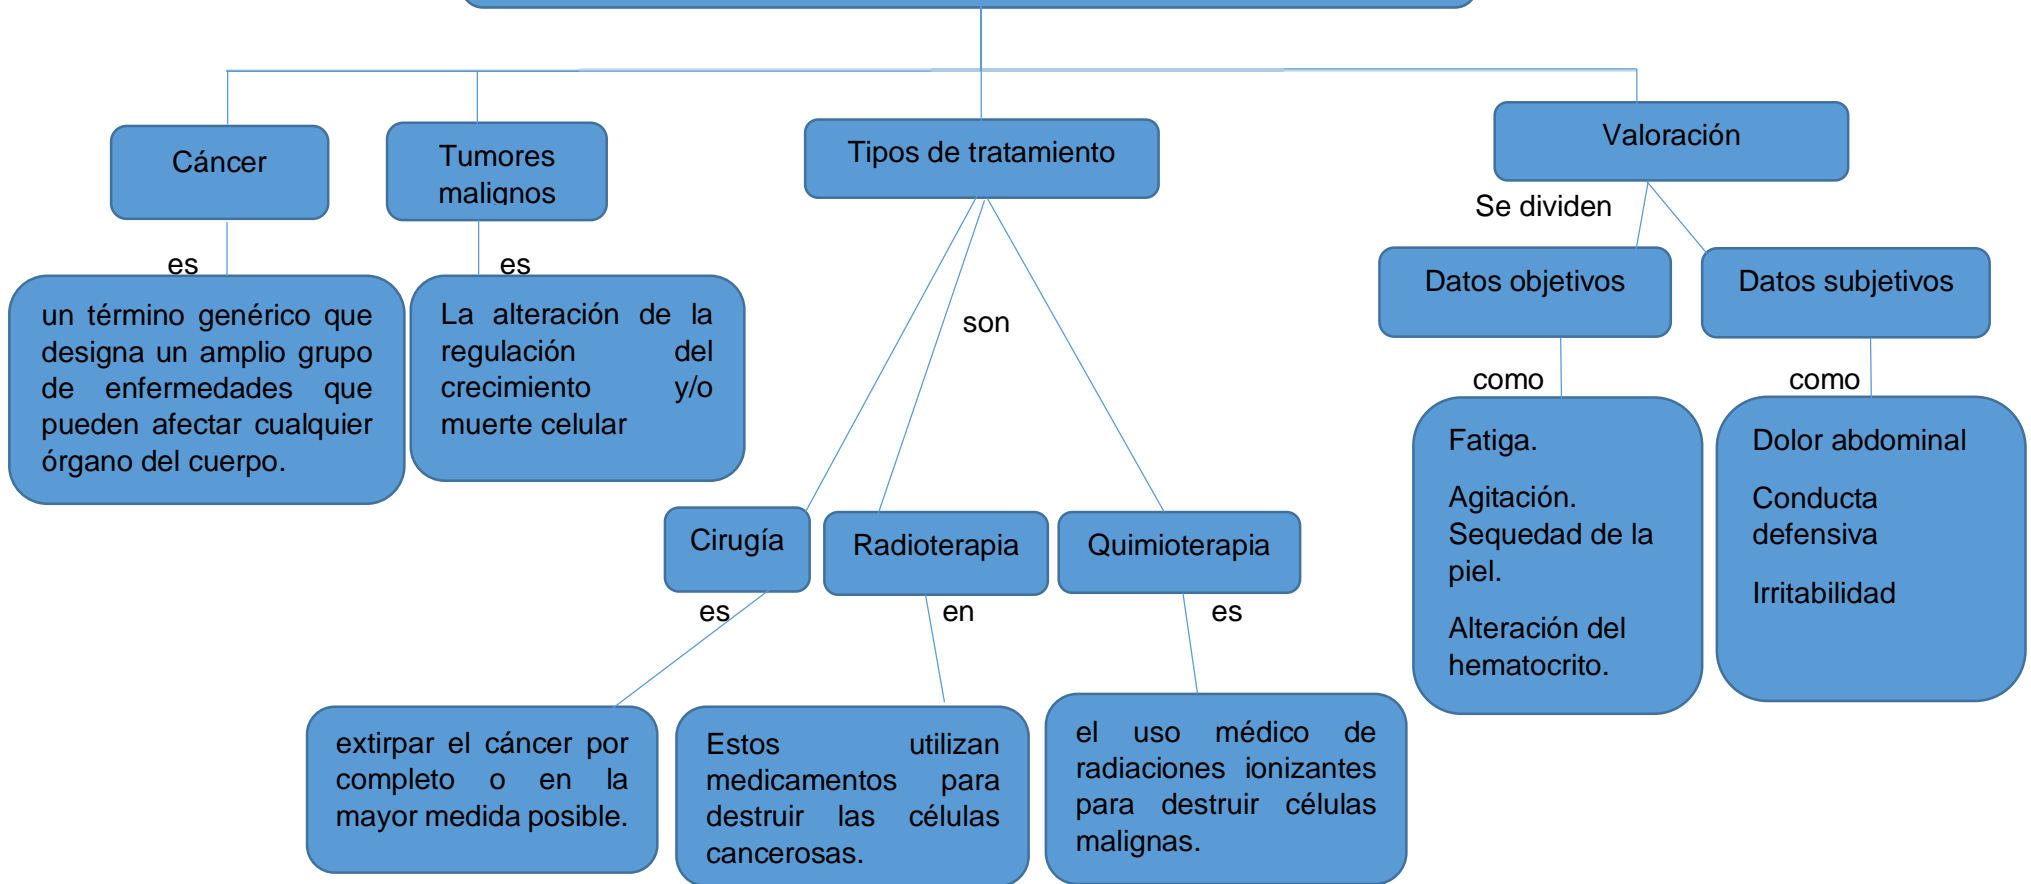 Cáncer
Tumores
malignos
Tipos de tratamiento
Valoración
Se dividen
es
es
un término genérico que
designa un amplio grupo
de enfermedades que
pueden afectar cualquier
órgano del cuerpo.
La alteración de la
regulación del
crecimiento y/o
muerte celular
son
Datos objetivos
Datos subjetivos
como
como
Fatiga.
Agitación.
Sequedad de la
piel.
Alteración del
hematocrito.
Dolor abdominal
Conducta
defensiva
Irritabilidad
Cirugía
Radioterapia
Quimioterapia
es
en
es
extirpar el cáncer por
completo o en la
mayor medida posible.
Estos utilizan
medicamentos para
destruir las células
cancerosas.
el uso médico de
radiaciones ionizantes
para destruir células
malignas.